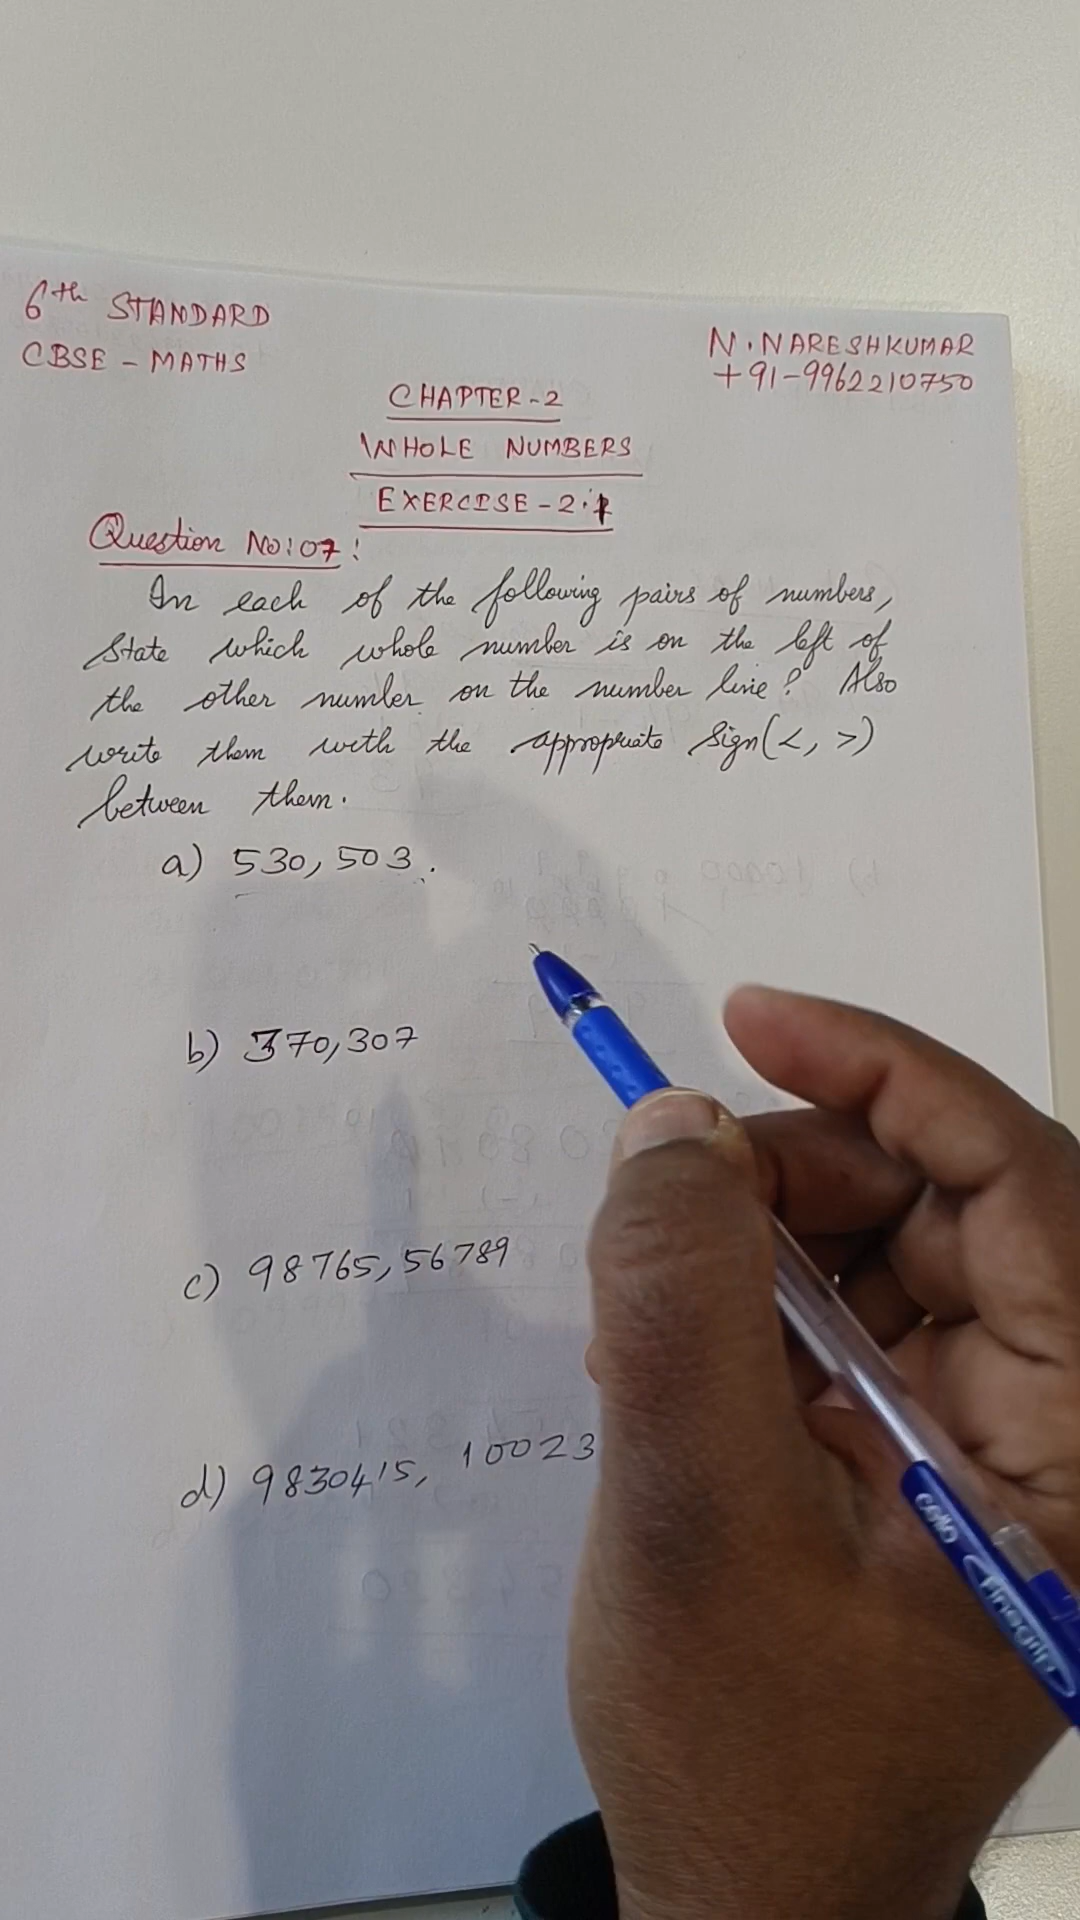 6th STANDARD
CBSE - MATHS
N. NARESHKUMAR
+91-9962210750
CHAPTER-2
WHOLE NUMBERS
EXERCISE-2.1
Question No:07:
In each of the following pairs of numbers,
State which whole number is on the left of
the other number on the number line? Also
write them with the appropriate sign(<, >)
between them.
a) 530, 503.
b) 370, 307
c) 98765, 56789
d) 9830415, 10023
cello
Finegrip